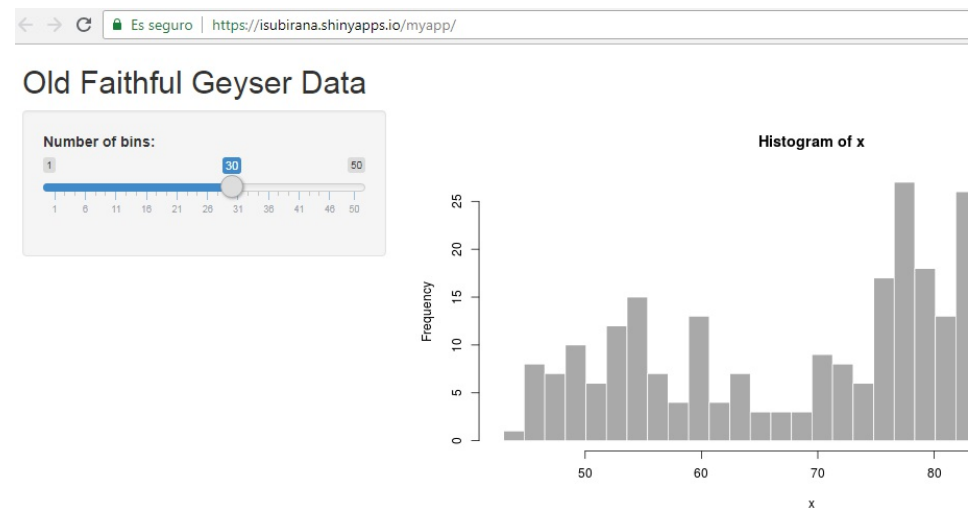 Es seguro | https://isubirana.shinyapps.io/myapp/
Old Faithful Geyser Data
Number of bins:
1 30 50
1 6 11 16 21 26 31 36 41 46 50
Histogram of x
25
20
15
10
5
0
Frequency
50 60 70 80
x